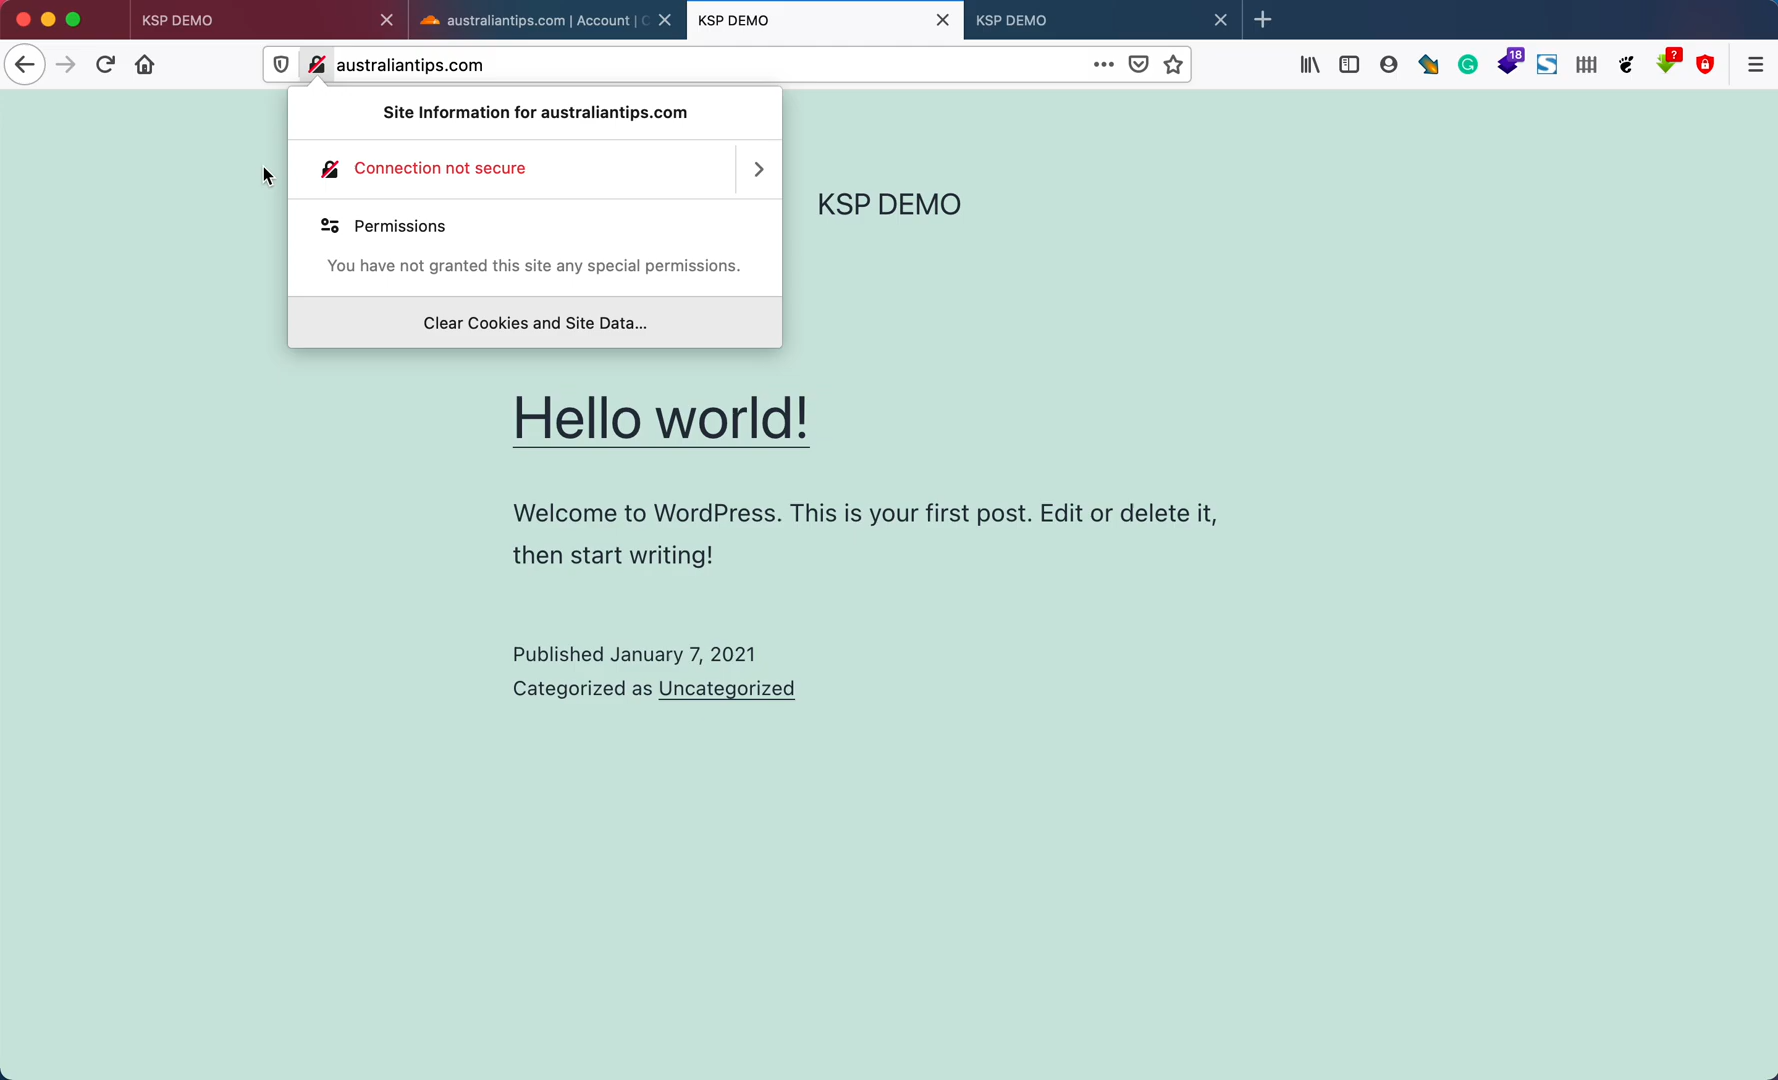 KSP DEMO
australiantips.com | Account | C
KSP DEMO
KSP DEMO
australiantips.com
18
?
Site Information for australiantips.com
Connection not secure
Permissions
You have not granted this site any special permissions.
Clear Cookies and Site Data...
KSP DEMO
Hello world!
Welcome to WordPress. This is your first post. Edit or delete it,
then start writing!
Published January 7, 2021
Categorized as Uncategorized